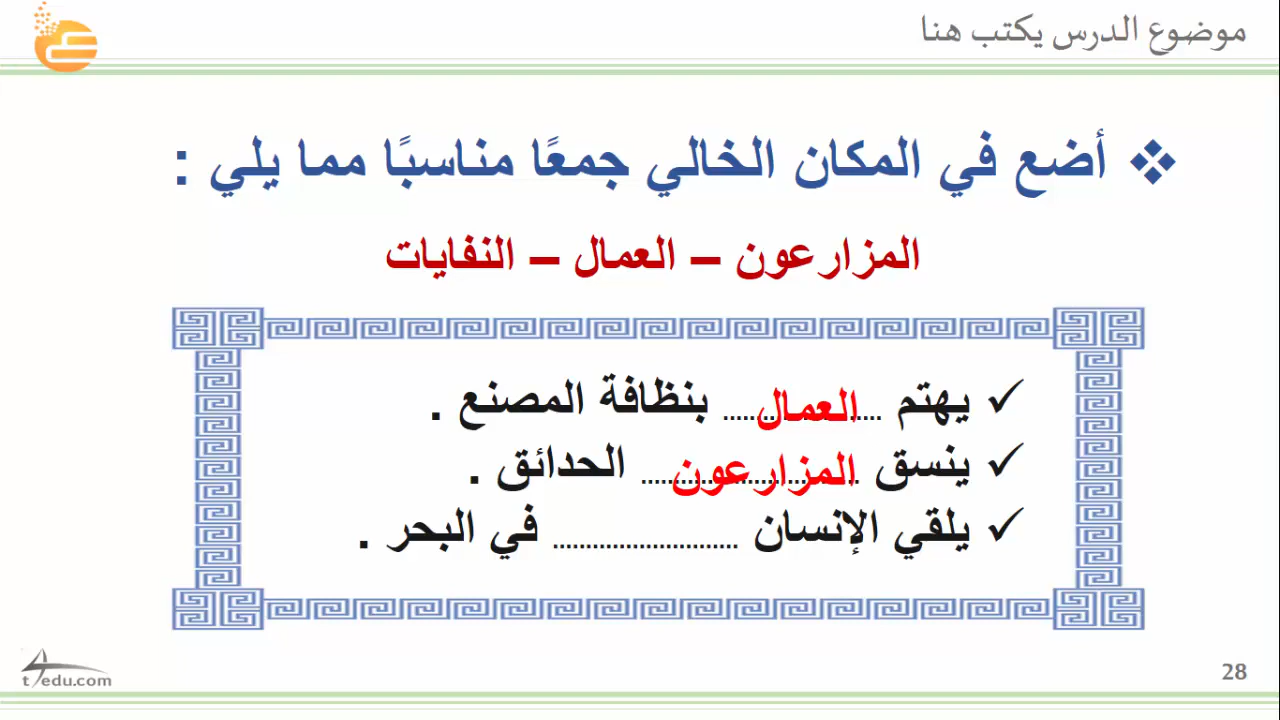 موضوع الدرس يكتب هنا
❖ أضع في المكان الخالي جمعًا مناسبًا مما يلي :
المزارعون – العمال – النفايات
✓ يهتم ......العمال...... بنظافة المصنع .
✓ ينسق ......المزارعون...... الحدائق .
✓ يلقي الإنسان ............................ في البحر .
t4edu.com
28